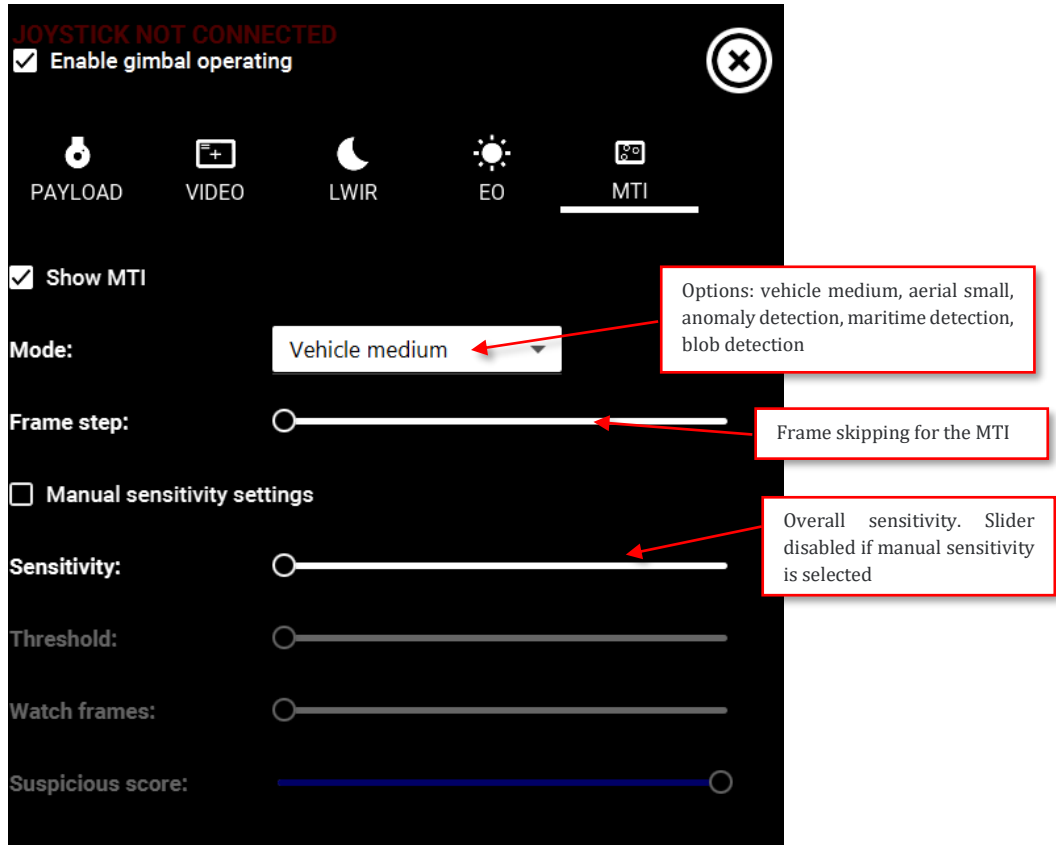 JOYSTICK NOT CONNECTED
Enable gimbal operating
PAYLOAD
VIDEO
LWIR
EO
MTI
Show MTI
Mode:
Vehicle medium
Options: vehicle medium, aerial small,
anomaly detection, maritime detection,
blob detection
Frame step:
Frame skipping for the MTI
Manual sensitivity settings
Sensitivity:
Overall sensitivity. Slider
disabled if manual sensitivity
is selected
Threshold:
Watch frames:
Suspicious score: